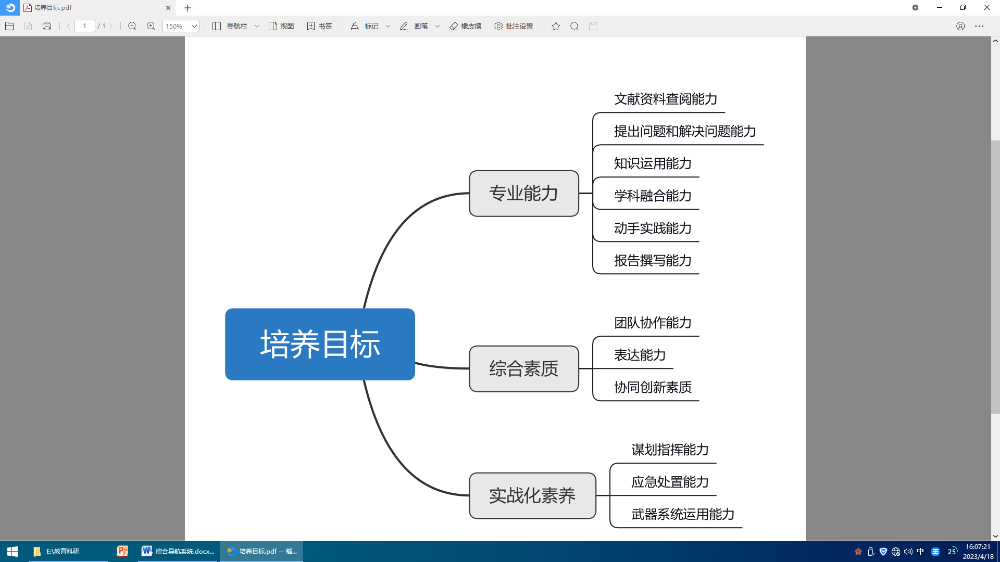 培养目标.pdf
1 / 1
150%
导航栏
视图
书签
标记
画笔
橡皮擦
批注设置
文献资料查阅能力
提出问题和解决问题能力
知识运用能力
专业能力
学科融合能力
动手实践能力
报告撰写能力
培养目标
团队协作能力
综合素质
表达能力
协同创新素质
谋划指挥能力
实战化素养
应急处置能力
武器系统运用能力
E:\教育科研
综合导航系统.docx...
培养目标.pdf -- 稻...
中
25
16:07:21
2023/4/18